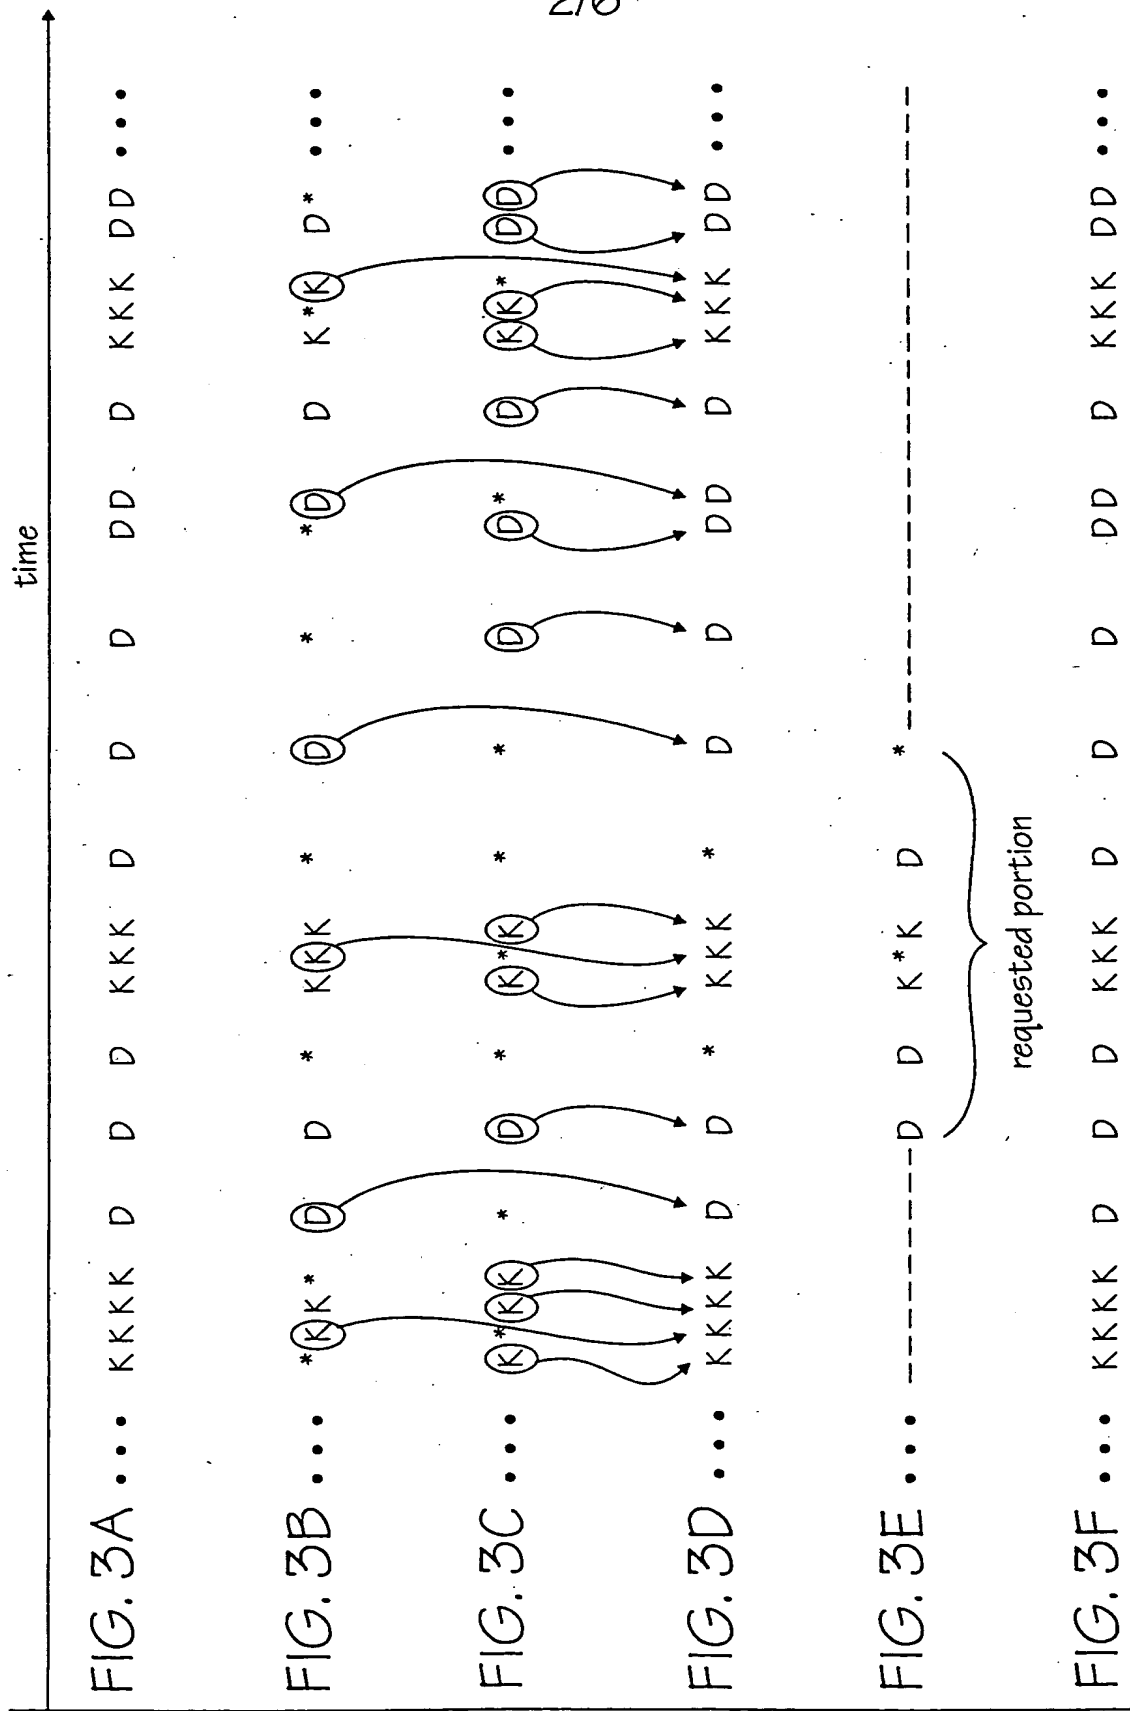 2/6
time
FIG. 3A • • • K K K K D D D K K K D D D D D D K K K D D • • •
FIG. 3B • • • * K K * D D * K K K * D * * D D K * K D * • • •
FIG. 3C • • • K * K K * D * K * K * * D D * D K K * D D • • •
FIG. 3D • • • K K K K D D * K K K * D D D D D K K K D D • • •
FIG. 3E • • • D D K * K D *
requested portion
FIG. 3F • • • K K K K D D D K K K D D D D D D K K K D D • • •